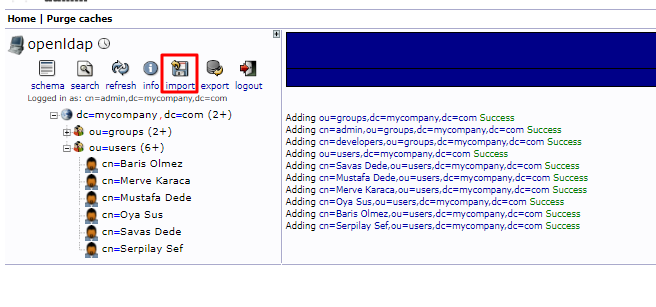 Home | Purge caches
openldap
schema search refresh info import export logout
Logged in as: cn=admin,dc=mycompany,dc=com
dc=mycompany,dc=com (2+)
ou=groups (2+)
ou=users (6+)
cn=Baris Olmez
cn=Merve Karaca
cn=Mustafa Dede
cn=Oya Sus
cn=Savas Dede
cn=Serpilay Sef
Adding ou=groups,dc=mycompany,dc=com Success
Adding cn=admin,ou=groups,dc=mycompany,dc=com Success
Adding cn=developers,ou=groups,dc=mycompany,dc=com Success
Adding ou=users,dc=mycompany,dc=com Success
Adding cn=Savas Dede,ou=users,dc=mycompany,dc=com Success
Adding cn=Mustafa Dede,ou=users,dc=mycompany,dc=com Success
Adding cn=Merve Karaca,ou=users,dc=mycompany,dc=com Success
Adding cn=Oya Sus,ou=users,dc=mycompany,dc=com Success
Adding cn=Baris Olmez,ou=users,dc=mycompany,dc=com Success
Adding cn=Serpilay Sef,ou=users,dc=mycompany,dc=com Success